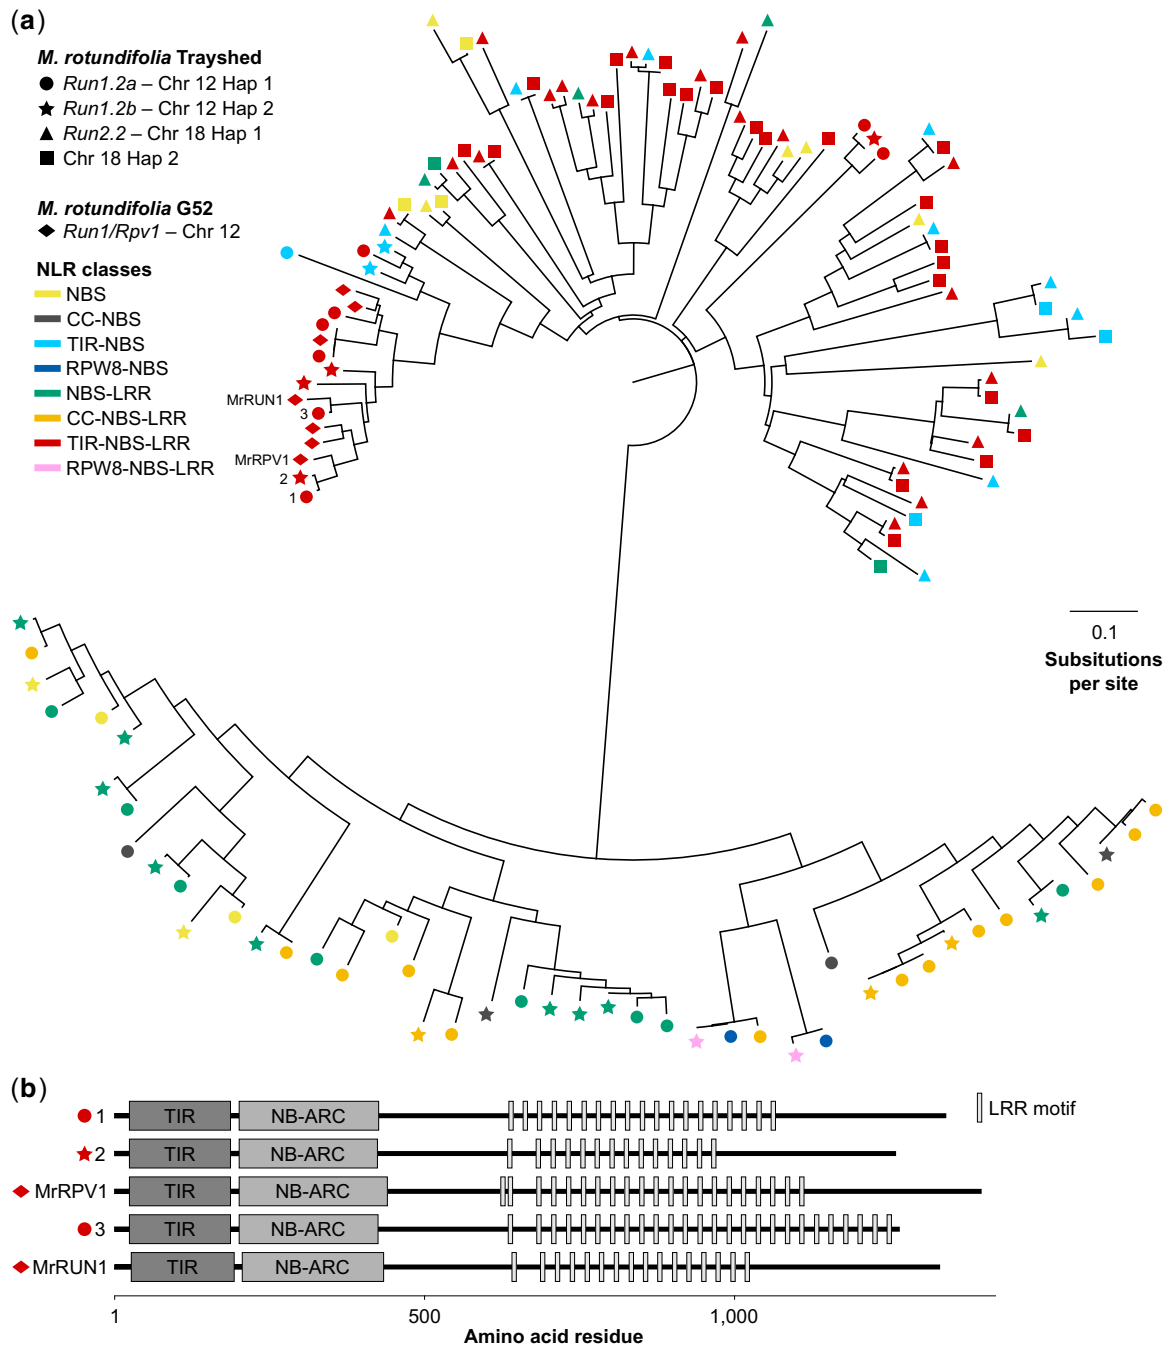 (a)
M. rotundifolia Trayshed
Run1.2a – Chr 12 Hap 1
Run1.2b – Chr 12 Hap 2
Run2.2 – Chr 18 Hap 1
Chr 18 Hap 2
M. rotundifolia G52
Run1/Rpv1 – Chr 12
NLR classes
NBS
CC-NBS
TIR-NBS
RPW8-NBS
NBS-LRR
CC-NBS-LRR
TIR-NBS-LRR
RPW8-NBS-LRR
MrRUN1
3
MrRPV1
2
1
0.1
Subsitutions
per site
(b)
1 TIR NB-ARC
LRR motif
2 TIR NB-ARC
MrRPV1 TIR NB-ARC
3 TIR NB-ARC
MrRUN1 TIR NB-ARC
1 500 1,000
Amino acid residue